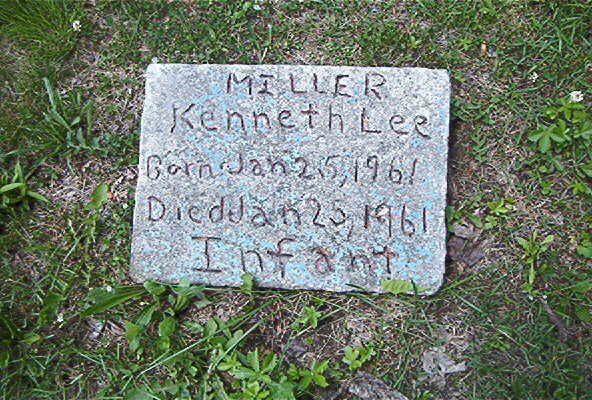 MILLER
Kenneth Lee
Born Jan 25, 1961
Died Jan 25, 1961
Infant